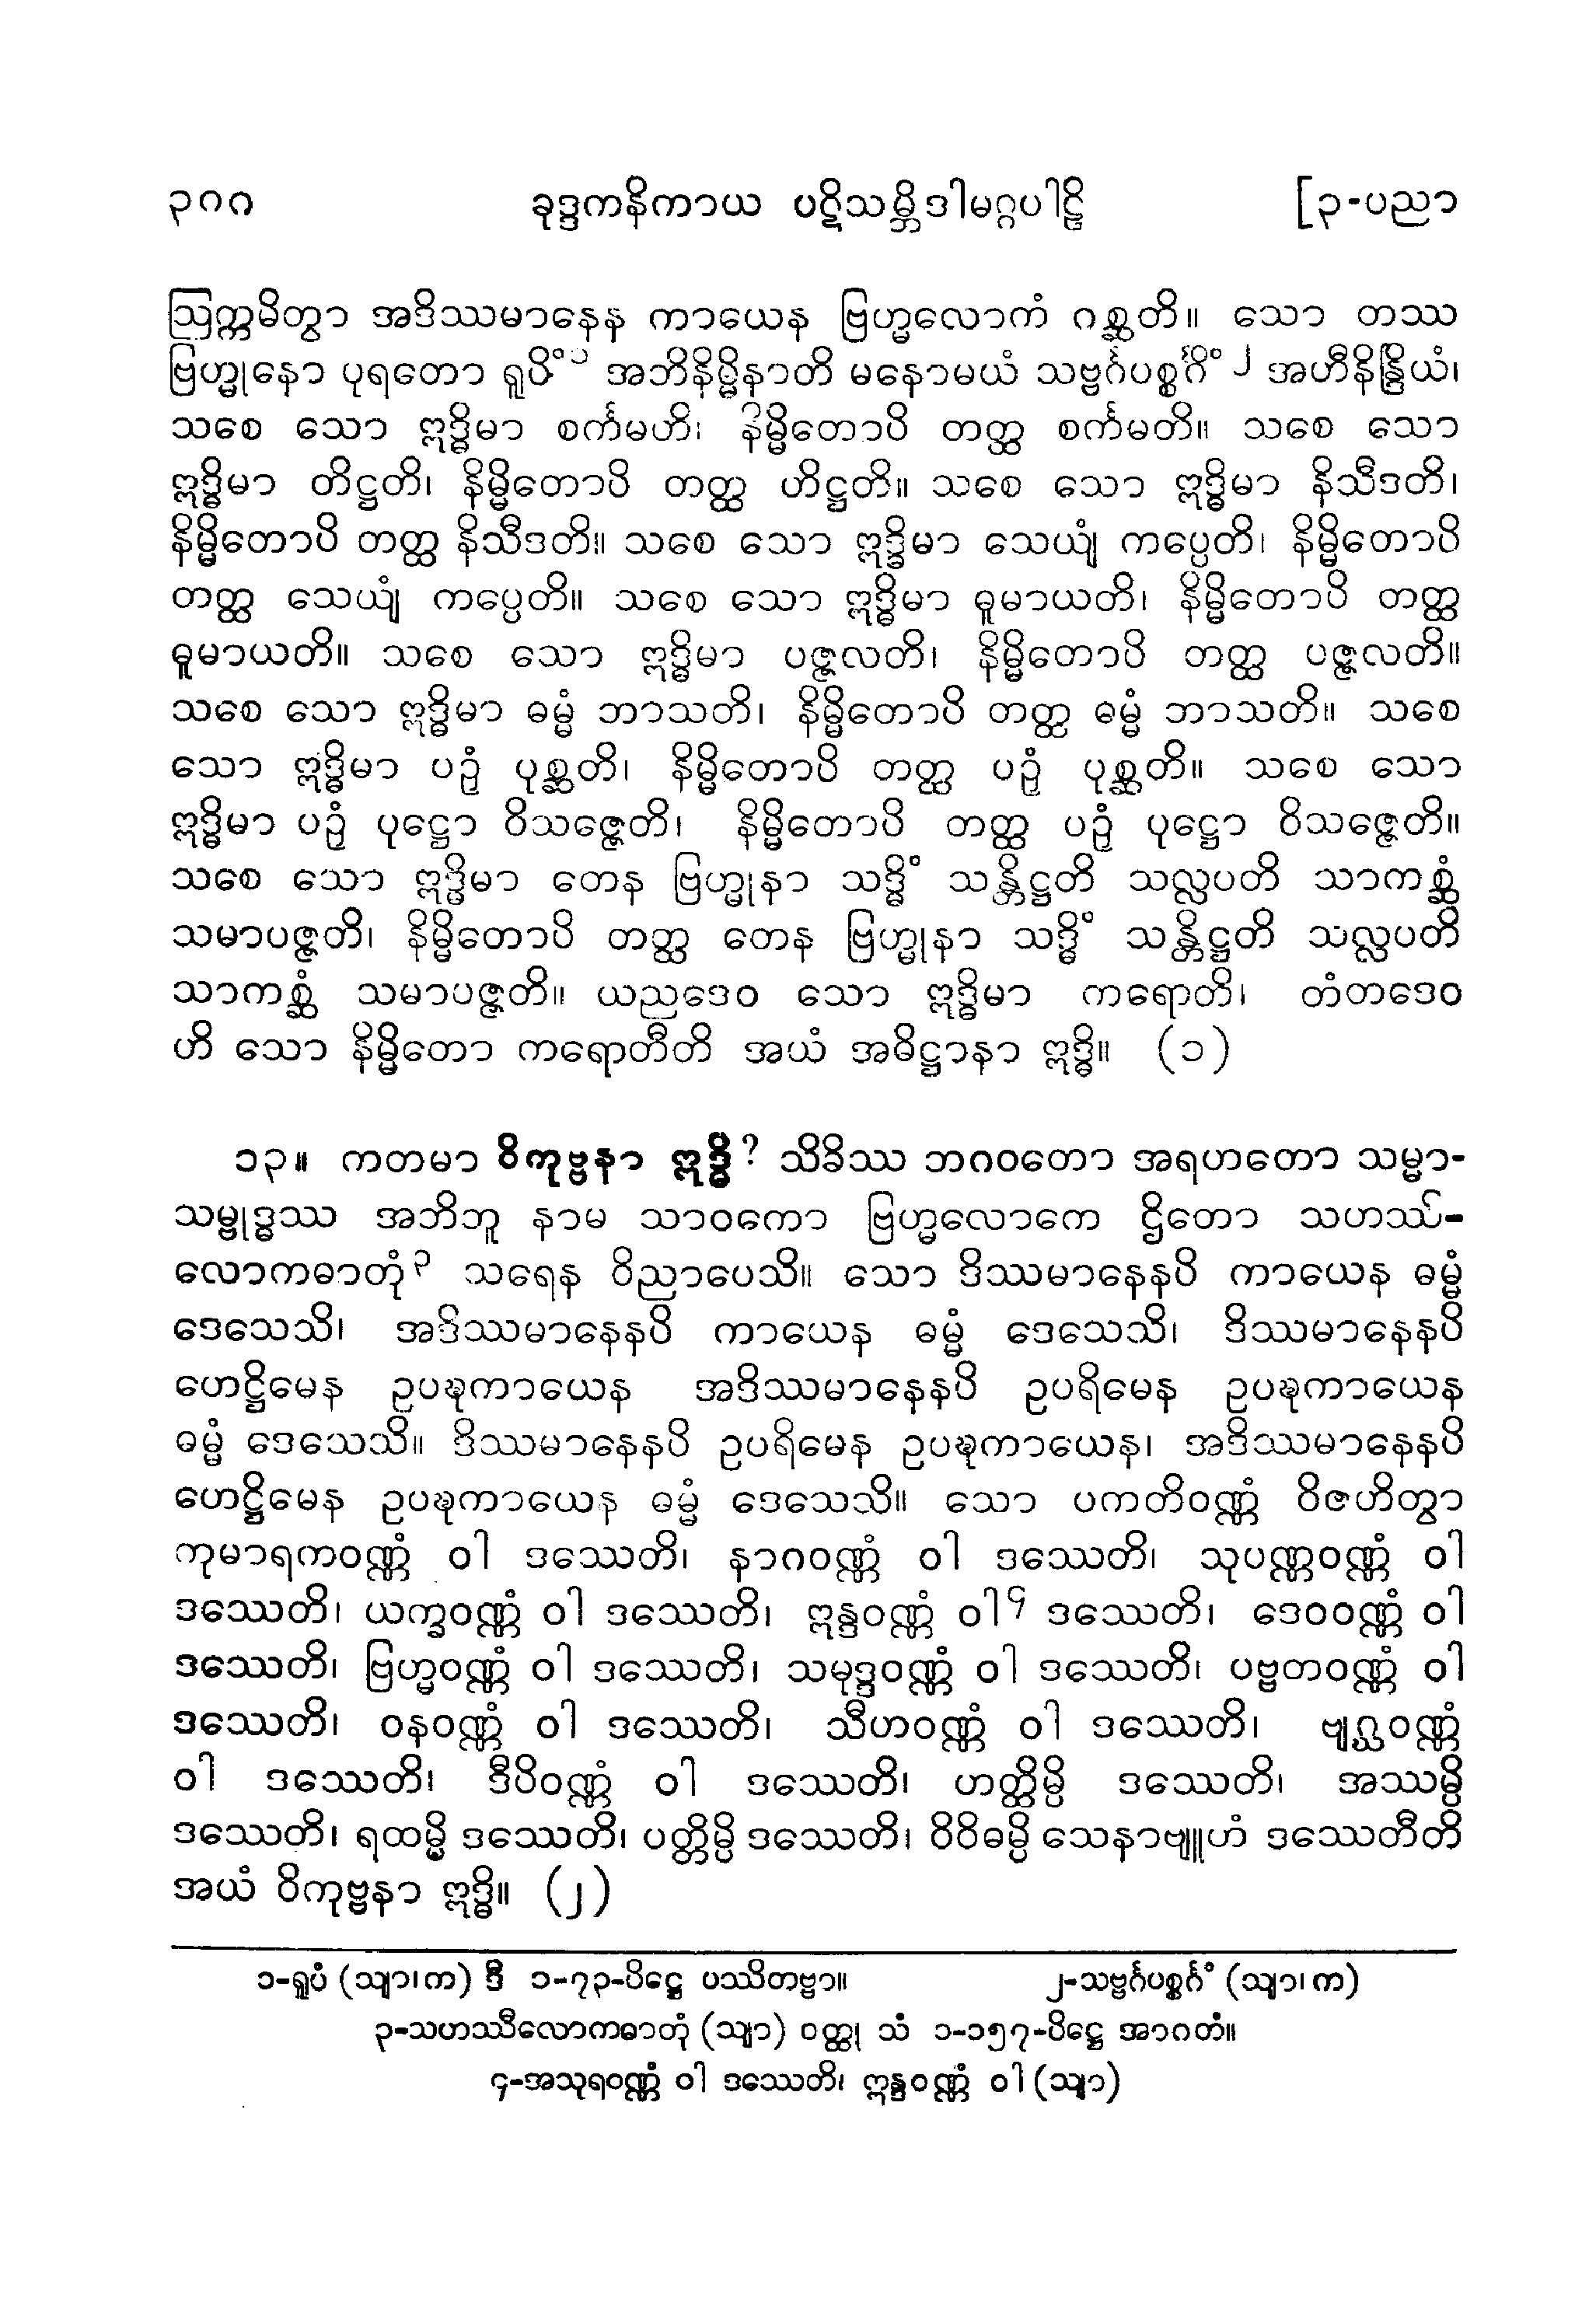 ၃၈၈ ခုဒ္ဒကနိကာယ ပဋိသမ္ဘိဒါမဂ္ဂပါဠိ [၃-ပညာ
ဩက္ကမိတွာ အဒိဿမာနေန ကာယေန ဗြဟ္မလောကံ ဂစ္ဆတိ။ သော တဿ
ဗြဟ္မုနော ပုရတော ရူပိံ ၁ အဘိနိမ္မိနာတိ မနောမယံ သဗ္ဗင်္ဂပစ္စင်္ဂိံ ၂ အဟီနိန္ဒြိယံ၊
သစေ သော ဣဒ္ဓိမာ စင်္ကမဟိ၊ နိမ္မိတောပိ တတ္ထ စင်္ကမတိ။ သစေ သော
ဣဒ္ဓိမာ တိဋ္ဌတိ၊ နိမ္မိတောပိ တတ္ထ ဟိဋ္ဌတိ။ သစေ သော ဣဒ္ဓိမာ နိသီဒတိ၊
နိမ္မိတောပိ တတ္ထ နိသီဒတိ။ သစေ သော ဣဒ္ဓိမာ သေယျံ ကပ္ပေတိ၊ နိမ္မိတောပိ
တတ္ထ သေယျံ ကပ္ပေတိ။ သစေ သော ဣဒ္ဓိမာ ဓူမာယတိ၊ နိမ္မိတောပိ တတ္ထ
ဓူမာယတိ။ သစေ သော ဣဒ္ဓိမာ ပဇ္ဇလတိ၊ နိမ္မိတောပိ တတ္ထ ပဇ္ဇလတိ။
သစေ သော ဣဒ္ဓိမာ ဓမ္မံ ဘာသတိ၊ နိမ္မိတောပိ တတ္ထ ဓမ္မံ ဘာသတိ။ သစေ
သော ဣဒ္ဓိမာ ပဉှံ ပုစ္ဆတိ၊ နိမ္မိတောပိ တတ္ထ ပဉှံ ပုစ္ဆတိ။ သစေ သော
ဣဒ္ဓိမာ ပဉှံ ပုဋ္ဌော ဝိသဇ္ဇေတိ၊ နိမ္မိတောပိ တတ္ထ ပဉှံ ပုဋ္ဌော ဝိသဇ္ဇေတိ။
သစေ သော ဣဒ္ဓိမာ တေန ဗြဟ္မုနာ သဒ္ဓိံ သန္တိဋ္ဌတိ သလ္လပတိ သာကစ္ဆံ
သမာပဇ္ဇတိ၊ နိမ္မိတောပိ တတ္ထ တေန ဗြဟ္မုနာ သဒ္ဓိံ သန္တိဋ္ဌတိ သလ္လပတိ
သာကစ္ဆံ သမာပဇ္ဇတိ။ ယညဒေဝ သော ဣဒ္ဓိမာ ကရောတိ၊ တံတဒေဝ
ဟိ သော နိမ္မိတော ကရောတီတိ အယံ အဓိဋ္ဌာနာ ဣဒ္ဓိ။ (၁)
၁၃။ ကတမာ ဝိကုဗ္ဗနာ ဣဒ္ဓိ? သိခိဿ ဘဂဝတော အရဟတော သမ္မာ-
သမ္ဗုဒ္ဓဿ အဘိဘူ နာမ သာဝကော ဗြဟ္မလောကေ ဌိတော သဟဿိ-
လောကဓာတုံ ၃ သရေန ဝိညာပေသိ။ သော ဒိဿမာနေနပိ ကာယေန ဓမ္မံ
ဒေသေသိ၊ အဒိဿမာနေနပိ ကာယေန ဓမ္မံ ဒေသေသိ၊ ဒိဿမာနေနပိ
ဟေဋ္ဌိမေန ဥပဍ္ဎကာယေန အဒိဿမာနေနပိ ဥပရိမေန ဥပဍ္ဎကာယေန
ဓမ္မံ ဒေသေသိ။ ဒိဿမာနေနပိ ဥပရိမေန ဥပဍ္ဎကာယေန၊ အဒိဿမာနေနပိ
ဟေဋ္ဌိမေန ဥပဍ္ဎကာယေန ဓမ္မံ ဒေသေသိ။ သော ပကတိဝဏ္ဏံ ဝိဇဟိတွာ
ကုမာရကဝဏ္ဏံ ဝါ ဒဿေတိ၊ နာဂဝဏ္ဏံ ဝါ ဒဿေတိ၊ သုပဏ္ဏဝဏ္ဏံ ဝါ
ဒဿေတိ၊ ယက္ခဝဏ္ဏံ ဝါ ဒဿေတိ၊ ဣန္ဒဝဏ္ဏံ ဝါ ၄ ဒဿေတိ၊ ဒေဝဝဏ္ဏံ ဝါ
ဒဿေတိ၊ ဗြဟ္မဝဏ္ဏံ ဝါ ဒဿေတိ၊ သမုဒ္ဒဝဏ္ဏံ ဝါ ဒဿေတိ၊ ပဗ္ဗတဝဏ္ဏံ ဝါ
ဒဿေတိ၊ ဝနဝဏ္ဏံ ဝါ ဒဿေတိ၊ သီဟဝဏ္ဏံ ဝါ ဒဿေတိ၊ ဗျဂ္ဃဝဏ္ဏံ
ဝါ ဒဿေတိ၊ ဒီပိဝဏ္ဏံ ဝါ ဒဿေတိ၊ ဟတ္ထိမ္ပိ ဒဿေတိ၊ အဿမ္ပိ
ဒဿေတိ၊ ရထမ္ပိ ဒဿေတိ၊ ပတ္တိမ္ပိ ဒဿေတိ၊ ဝိဝိဓမ္ပိ သေနာဗျူဟံ ဒဿေတီတိ
အယံ ဝိကုဗ္ဗနာ ဣဒ္ဓိ။ (၂)
၁-ရူပံ (သျာ၊က) ဒီ ၁-၇၃-ပိဋ္ဌေ ပဿိတဗ္ဗာ။ ၂-သဗ္ဗင်္ဂပစ္စင်္ဂံ (သျာ၊က)
၃-သဟဿီလောကဓာတုံ (သျာ) ဝတ္ထု သံ ၁-၁၅၇-ပိဋ္ဌေ အာဂတံ။
၄-အသုရဝဏ္ဏံ ဝါ ဒဿေတိ၊ ဣန္ဒဝဏ္ဏံ ဝါ (သျာ)